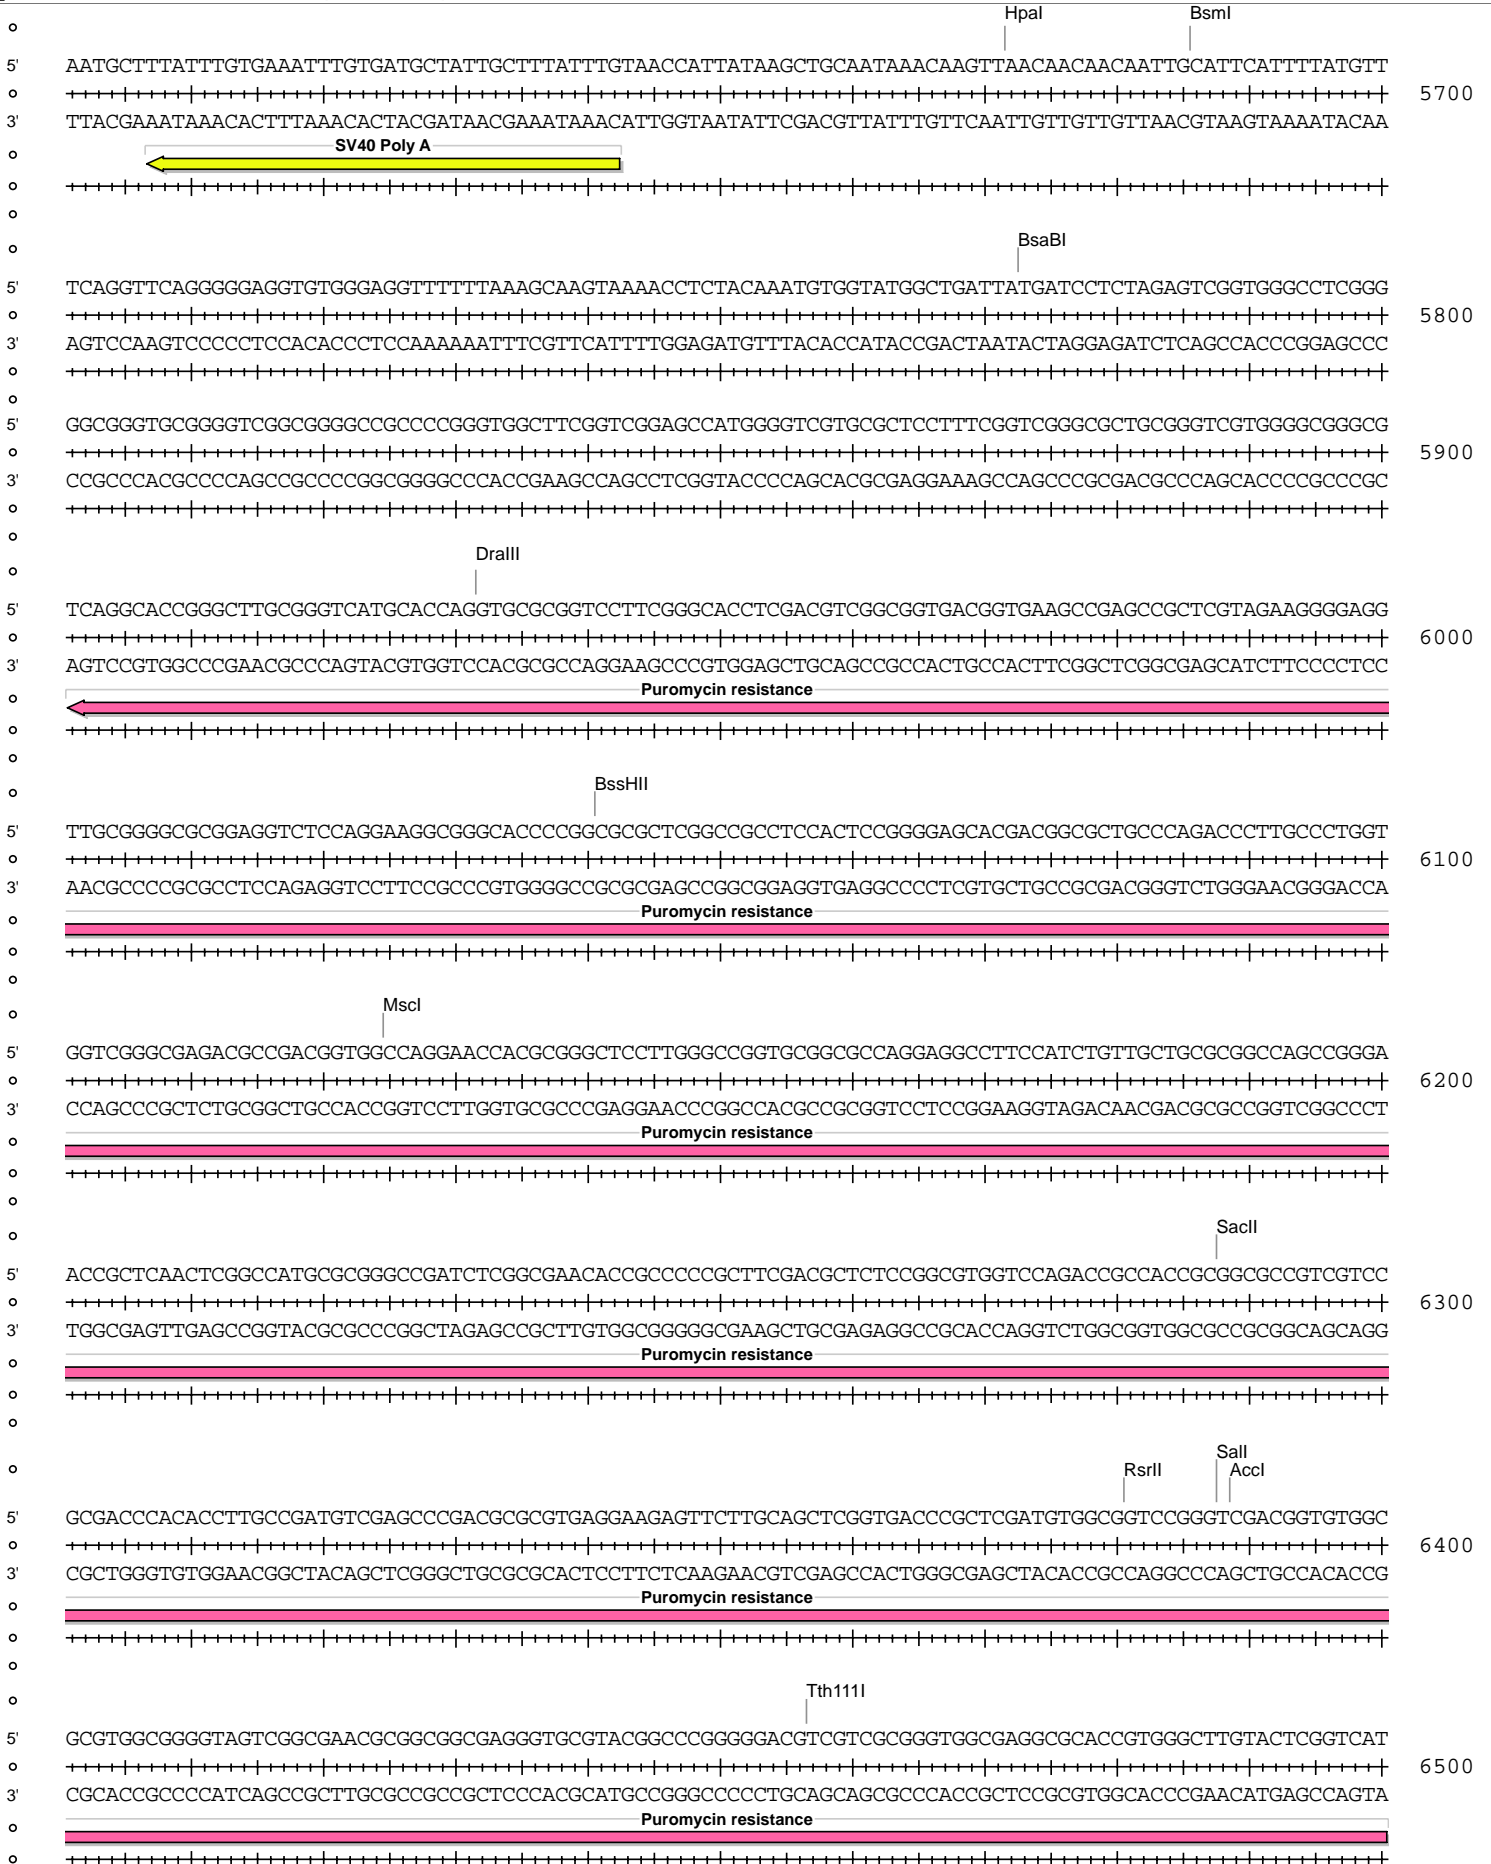 HpaI BsmI
5' AATGCTTTATTTGTGAAATTTGTGATGCTATTGCTTTATTTGTAACCATTATAAGCTGCAATAAACAAGTTAACAACAACAATTGCATTCATTTTATGTT
5700
3' TTACGAAATAAACACTTTAAACACTACGATAACGAAATAAACATTGGTAATATTCGACGTTATTTGTTCAATTGTTGTTGTTAACGTAAGTAAAATACAA
SV40 Poly A
BsaBI
5' TCAGGTTCAGGGGGAGGTGTGGGAGGTTTTTTAAAGCAAGTAAAACCTCTACAAATGTGGTATGGCTGATTATGATCCTCTAGAGTCGGTGGGCCTCGGG
5800
3' AGTCCAAGTCCCCCTCCACACCCTCCAAAAAATTTCGTTCATTTTGGAGATGTTTACACCATACCGACTAATACTAGGAGATCTCAGCCACCCGGAGCCC
5' GGCGGGTGCGGGGTCGGCGGGGCCGCCCCGGGTGGCTTCGGTCGGAGCCATGGGGTCGTGCGCTCCTTTCGGTCGGGCGCTGCGGGTCGTGGGGCGGGCG
5900
3' CCGCCCACGCCCCAGCCGCCCCGGCGGGGCCCACCGAAGCCAGCCTCGGTACCCCAGCACGCGAGGAAAGCCAGCCCGCGACGCCCAGCACCCCGCCCGC
DraIII
5' TCAGGCACCGGGCTTGCGGGTCATGCACCAGGTGCGCGGTCCTTCGGGCACCTCGACGTCGGCGGTGACGGTGAAGCCGAGCCGCTCGTAGAAGGGGAGG
6000
3' AGTCCGTGGCCCGAACGCCCAGTACGTGGTCCACGCGCCAGGAAGCCCGTGGAGCTGCAGCCGCCACTGCCACTTCGGCTCGGCGAGCATCTTCCCCTCC
Puromycin resistance
BssHII
5' TTGCGGGGCGCGGAGGTCTCCAGGAAGGCGGGCACCCCGGCGCGCTCGGCCGCCTCCACTCCGGGGAGCACGACGGCGCTGCCCAGACCCTTGCCCTGGT
6100
3' AACGCCCCGCGCCTCCAGAGGTCCTTCCGCCCGTGGGGCCGCGCGAGCCGGCGGAGGTGAGGCCCCTCGTGCTGCCGCGACGGGTCTGGGAACGGGACCA
Puromycin resistance
MscI
5' GGTCGGGCGAGACGCCGACGGTGGCCAGGAACCACGCGGGCTCCTTGGGCCGGTGCGGCGCCAGGAGGCCTTCCATCTGTTGCTGCGCGGCCAGCCGGGA
6200
3' CCAGCCCGCTCTGCGGCTGCCACCGGTCCTTGGTGCGCCCGAGGAACCCGGCCACGCCGCGGTCCTCCGGAAGGTAGACAACGACGCGCCGGTCGGCCCT
Puromycin resistance
SacII
5' ACCGCTCAACTCGGCCATGCGCGGGCCGATCTCGGCGAACACCGCCCCCGCTTCGACGCTCTCCGGCGTGGTCCAGACCGCCACCGCGGCGCCGTCGTCC
6300
3' TGGCGAGTTGAGCCGGTACGCGCCCGGCTAGAGCCGCTTGTGGCGGGGGCGAAGCTGCGAGAGGCCGCACCAGGTCTGGCGGTGGCGCCGCGGCAGCAGG
Puromycin resistance
SalI
RsrII AccI
5' GCGACCCACACCTTGCCGATGTCGAGCCCGACGCGCGTGAGGAAGAGTTCTTGCAGCTCGGTGACCCGCTCGATGTGGCGGTCCGGGTCGACGGTGTGGC
6400
3' CGCTGGGTGTGGAACGGCTACAGCTCGGGCTGCGCGCACTCCTTCTCAAGAACGTCGAGCCACTGGGCGAGCTACACCGCCAGGCCCAGCTGCCACACCG
Puromycin resistance
Tth111I
5' GCGTGGCGGGGTAGTCGGCGAACGCGGCGGCGAGGGTGCGTACGGCCCGGGGGACGTCGTCGCGGGTGGCGAGGCGCACCGTGGGCTTGTACTCGGTCAT
6500
3' CGCACCGCCCCATCAGCCGCTTGCGCCGCCGCTCCCACGCATGCCGGGCCCCCTGCAGCAGCGCCCACCGCTCCGCGTGGCACCCGAACATGAGCCAGTA
Puromycin resistance